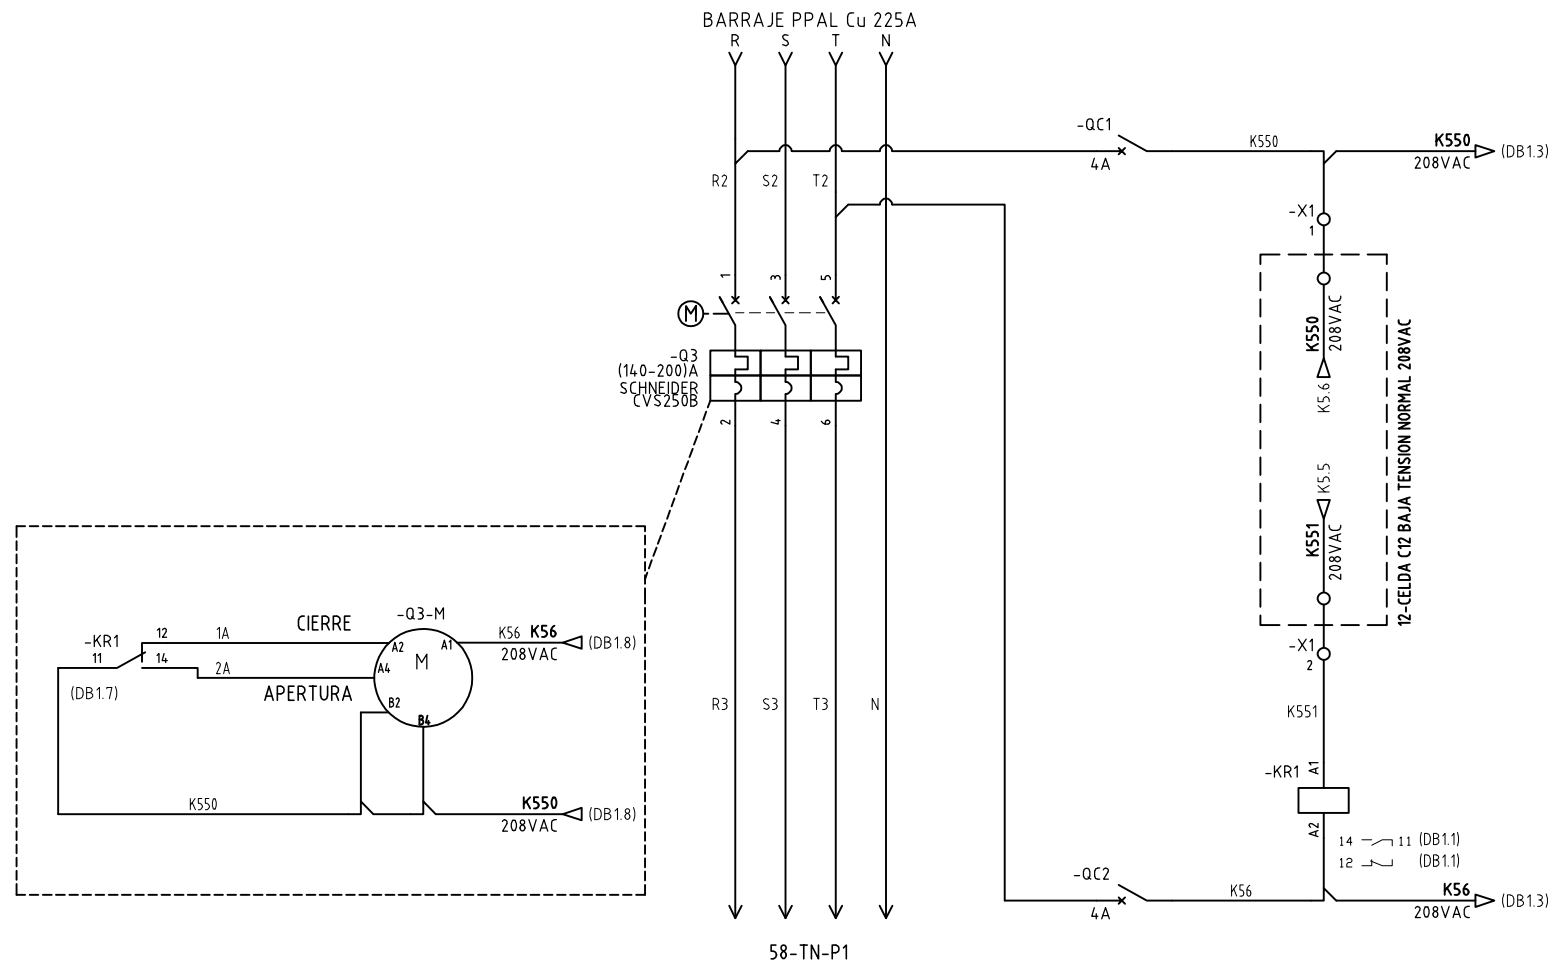 BARRAJE PPAL Cu 225A
R S T N
-QC1
4A
K550
K550
208VAC
(DB1.3)
R2 S2 T2
-X1
1
1 3 5
M
-Q3
(140-200)A
SCHNEIDER
CVS250B
2 4 6
K550
208VAC
K5.6
K5.5
K551
208VAC
12-CELDA C12 BAJA TENSION NORMAL 208VAC
-X1
2
K551
-KR1
A1
A2
14 11 (DB1.1)
12 (DB1.1)
-Q3-M
CIERRE
-KR1
12
1A
11
14
2A
(DB1.7)
APERTURA
A2
A1
A4
M
B2
B4
K56
K56
208VAC
(DB1.8)
K550
K550
208VAC
(DB1.8)
R3 S3 T3 N
-QC2
4A
K56
K56
208VAC
(DB1.3)
58-TN-P1